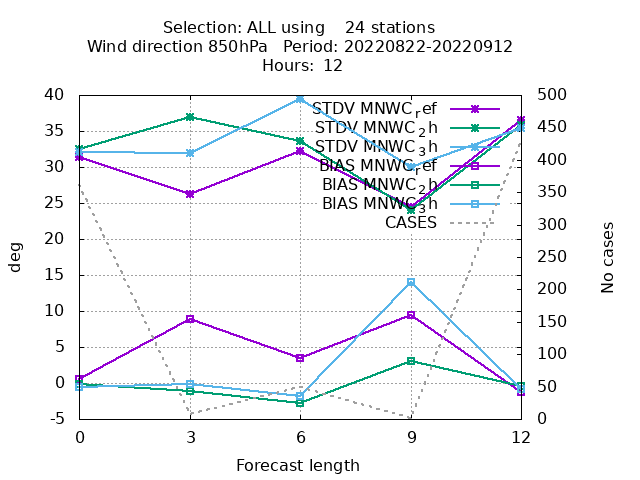 Selection: ALL using    24 stations
Wind direction 850hPa   Period: 20220822-20220912
Hours: 12
40
35
30
25
20
15
10
5
0
-5
500
450
400
350
300
250
200
150
100
50
0
STDV MNWC_ref
STDV MNWC_2h
STDV MNWC_3h
BIAS MNWC_ref
BIAS MNWC_2h
BIAS MNWC_3h
CASES
deg
No cases
0 3 6 9 12
Forecast length